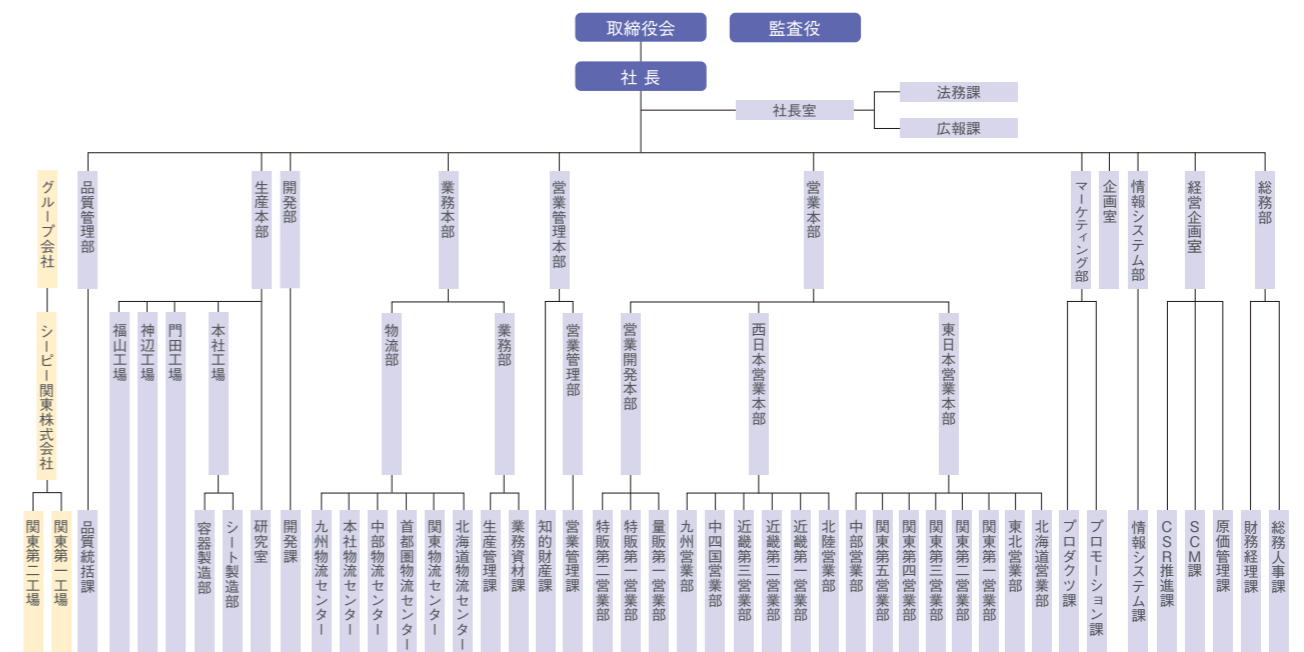 取締役会
監査役
社長
社長室
法務課
広報課
グループ会社
品質管理部
生産本部
開発部
業務本部
営業管理本部
営業本部
マーケティング部
企画室
情報システム部
経営企画室
総務部
シーピー関東株式会社
福山工場
神辺工場
門田工場
本社工場
物流部
業務部
営業管理部
営業開発本部
西日本営業本部
東日本営業本部
関東第二工場
関東第一工場
品質統括課
容器製造部
シート製造部
研究室
開発課
九州物流センター
本社物流センター
中部物流センター
首都圏物流センター
関東物流センター
北海道物流センター
生産管理課
業務資材課
知的財産課
営業管理課
特販第二営業部
特販第一営業部
量販第一営業部
九州営業部
中四国営業部
近畿第三営業部
近畿第二営業部
近畿第一営業部
北陸営業部
中部営業部
関東第五営業部
関東第四営業部
関東第三営業部
関東第二営業部
関東第一営業部
東北営業部
北海道営業部
プロダクツ課
プロモーション課
情報システム課
CSR推進課
SCM課
原価管理課
財務経理課
総務人事課